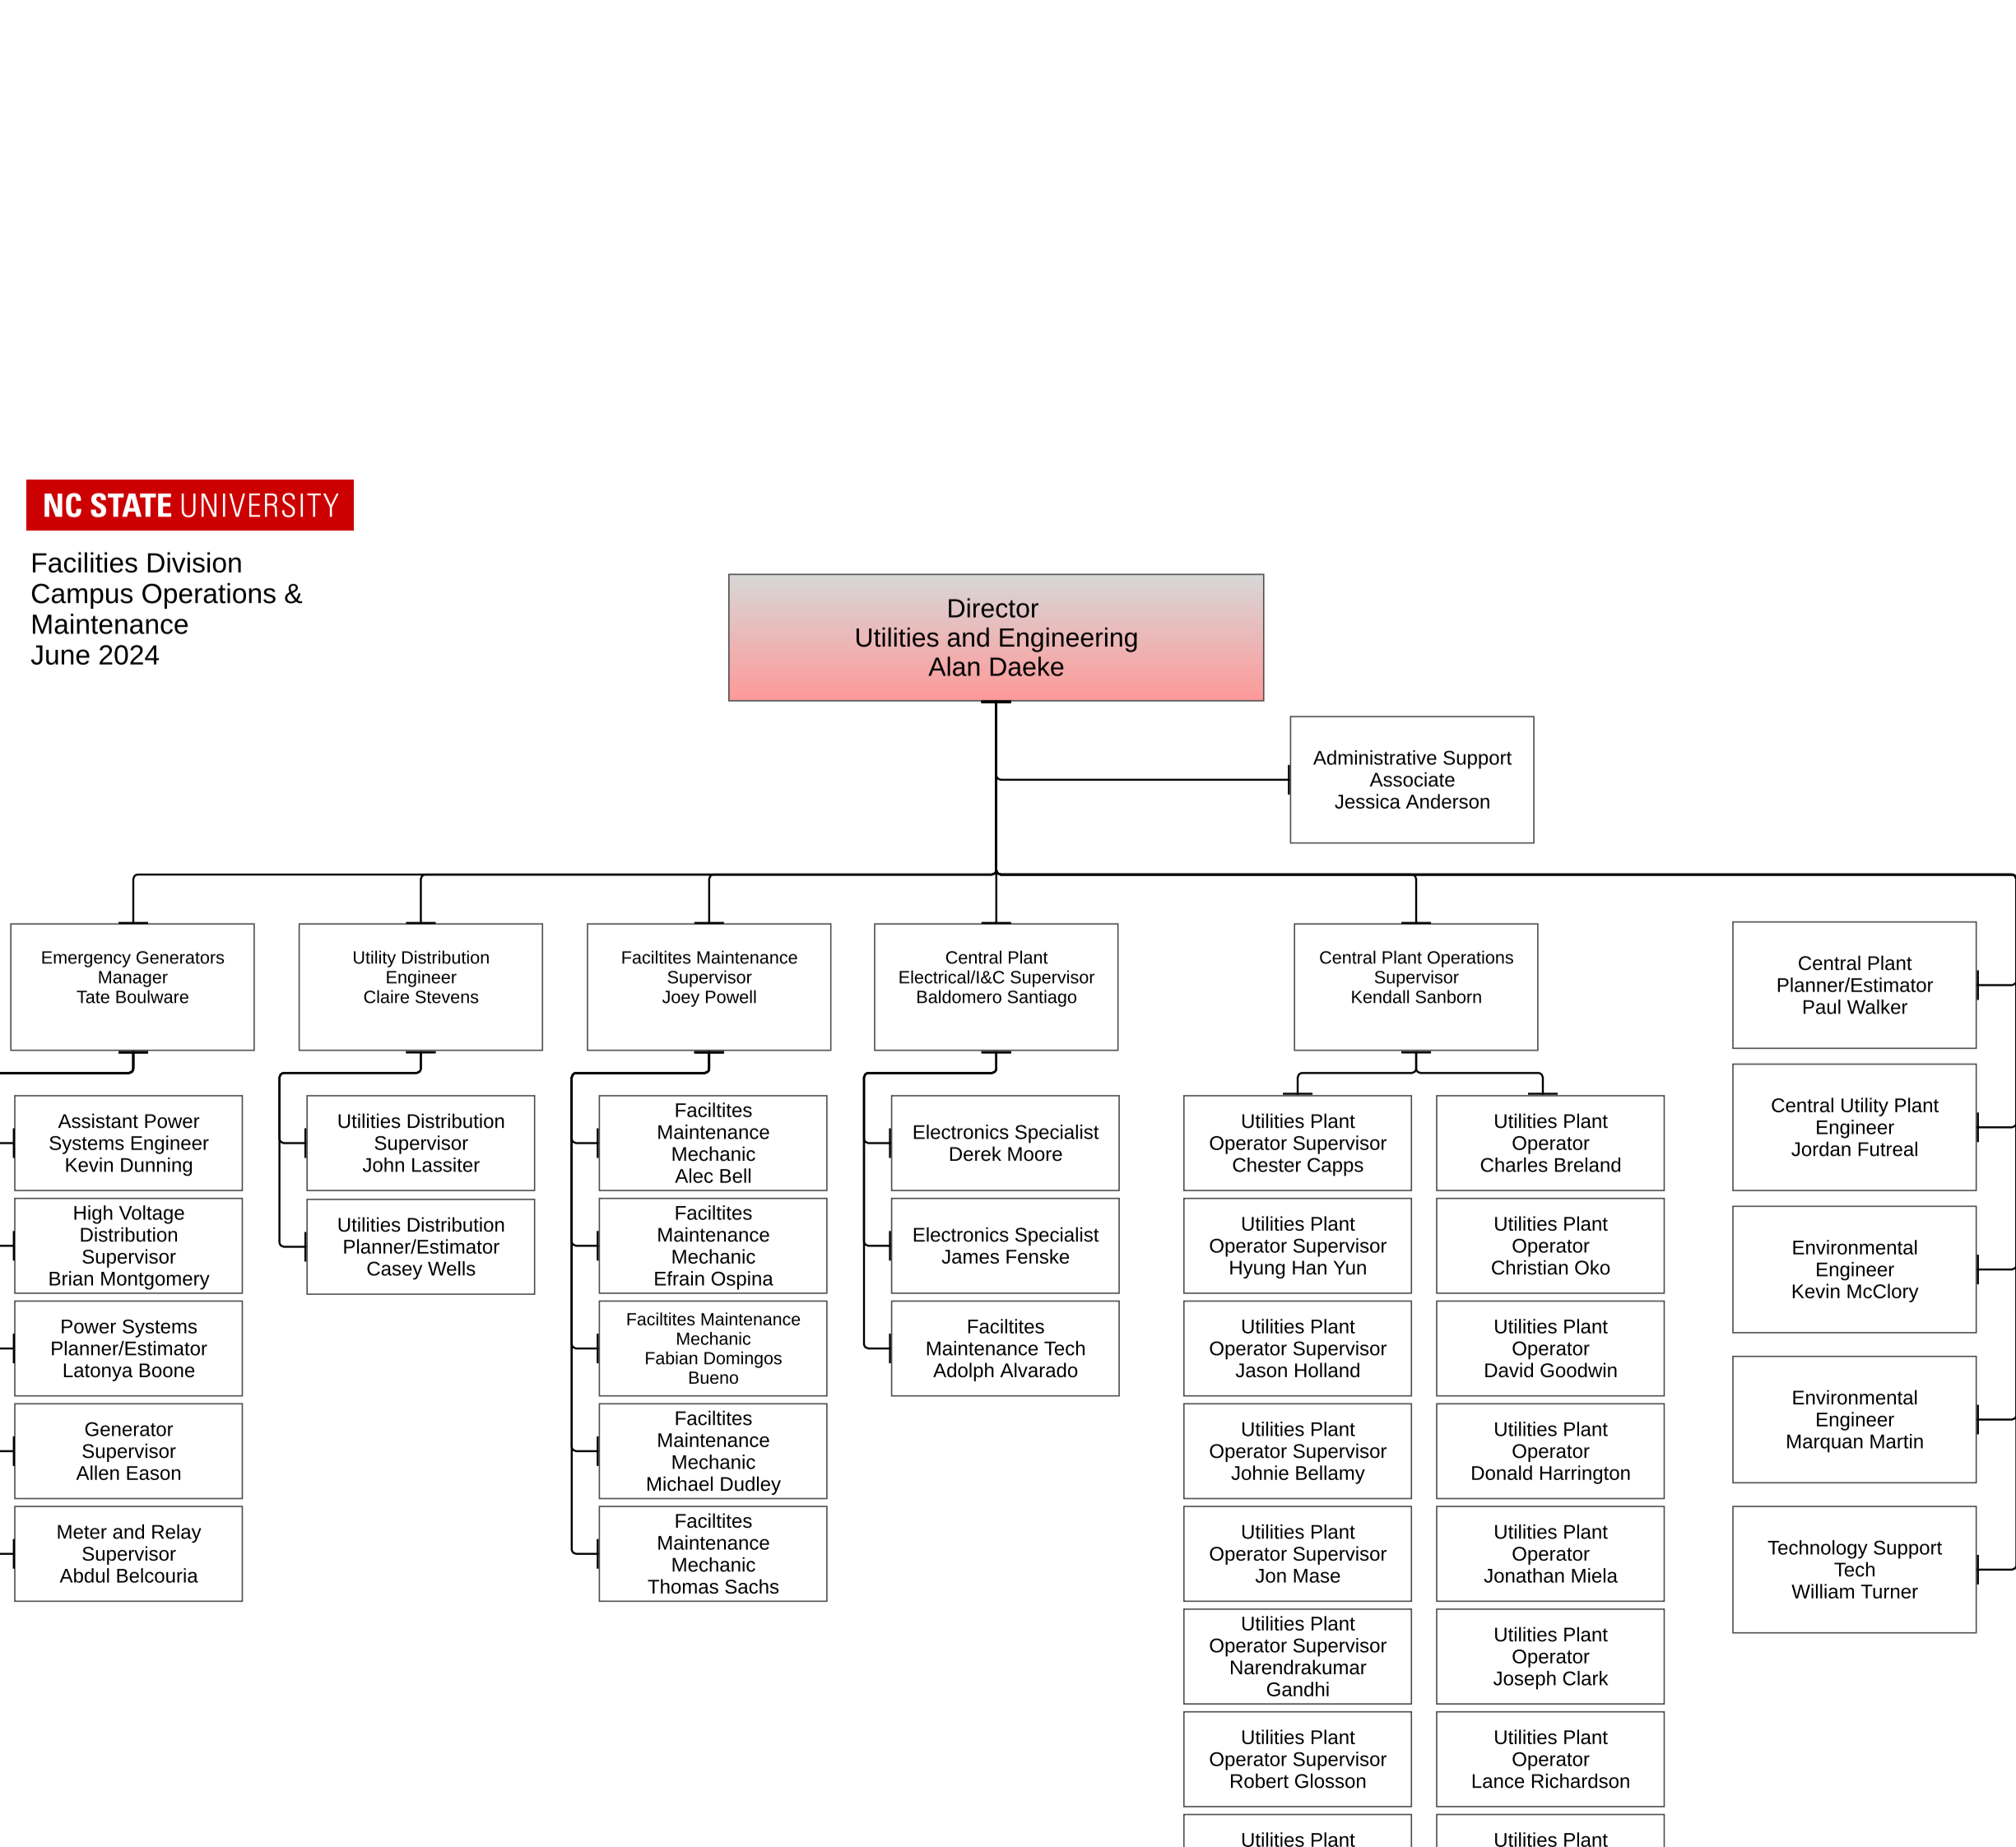 NC STATE UNIVERSITY
Facilities Division
Campus Operations &
Maintenance
June 2024
Director
Utilities and Engineering
Alan Daeke
Administrative Support
Associate
Jessica Anderson
Emergency Generators
Manager
Tate Boulware
Utility Distribution
Engineer
Claire Stevens
Faciltites Maintenance
Supervisor
Joey Powell
Central Plant
Electrical/I&C Supervisor
Baldomero Santiago
Central Plant Operations
Supervisor
Kendall Sanborn
Assistant Power
Systems Engineer
Kevin Dunning
High Voltage
Distribution
Supervisor
Brian Montgomery
Power Systems
Planner/Estimator
Latonya Boone
Generator
Supervisor
Allen Eason
Meter and Relay
Supervisor
Abdul Belcouria
Utilities Distribution
Supervisor
John Lassiter
Utilities Distribution
Planner/Estimator
Casey Wells
Faciltites
Maintenance
Mechanic
Alec Bell
Faciltites
Maintenance
Mechanic
Efrain Ospina
Faciltites Maintenance
Mechanic
Fabian Domingos
Bueno
Faciltites
Maintenance
Mechanic
Michael Dudley
Faciltites
Maintenance
Mechanic
Thomas Sachs
Electronics Specialist
Derek Moore
Electronics Specialist
James Fenske
Faciltites
Maintenance Tech
Adolph Alvarado
Utilities Plant
Operator Supervisor
Chester Capps
Utilities Plant
Operator Supervisor
Hyung Han Yun
Utilities Plant
Operator Supervisor
Jason Holland
Utilities Plant
Operator Supervisor
Johnie Bellamy
Utilities Plant
Operator Supervisor
Jon Mase
Utilities Plant
Operator Supervisor
Narendrakumar
Gandhi
Utilities Plant
Operator Supervisor
Robert Glosson
Utilities Plant
Utilities Plant
Operator
Charles Breland
Utilities Plant
Operator
Christian Oko
Utilities Plant
Operator
David Goodwin
Utilities Plant
Operator
Donald Harrington
Utilities Plant
Operator
Jonathan Miela
Utilities Plant
Operator
Joseph Clark
Utilities Plant
Operator
Lance Richardson
Utilities Plant
Central Plant
Planner/Estimator
Paul Walker
Central Utility Plant
Engineer
Jordan Futreal
Environmental
Engineer
Kevin McClory
Environmental
Engineer
Marquan Martin
Technology Support
Tech
William Turner